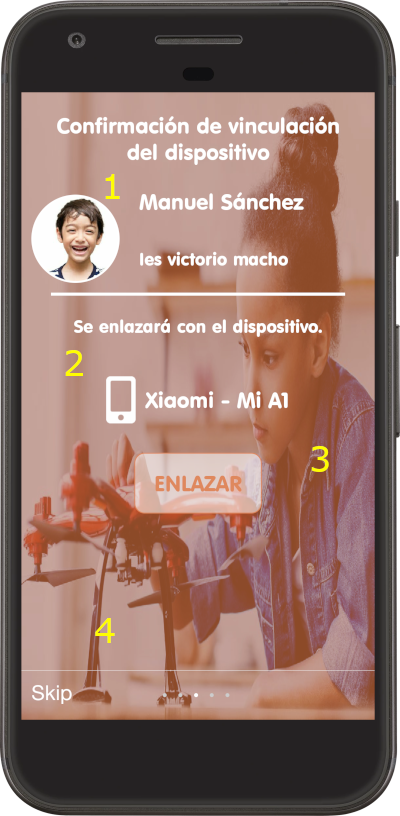 Confirmación de vinculación
del dispositivo
1
Manuel Sánchez
Ies victorio macho
Se enlazará con el dispositivo.
2
Xiaomi - Mi A1
3
ENLAZAR
4
Skip